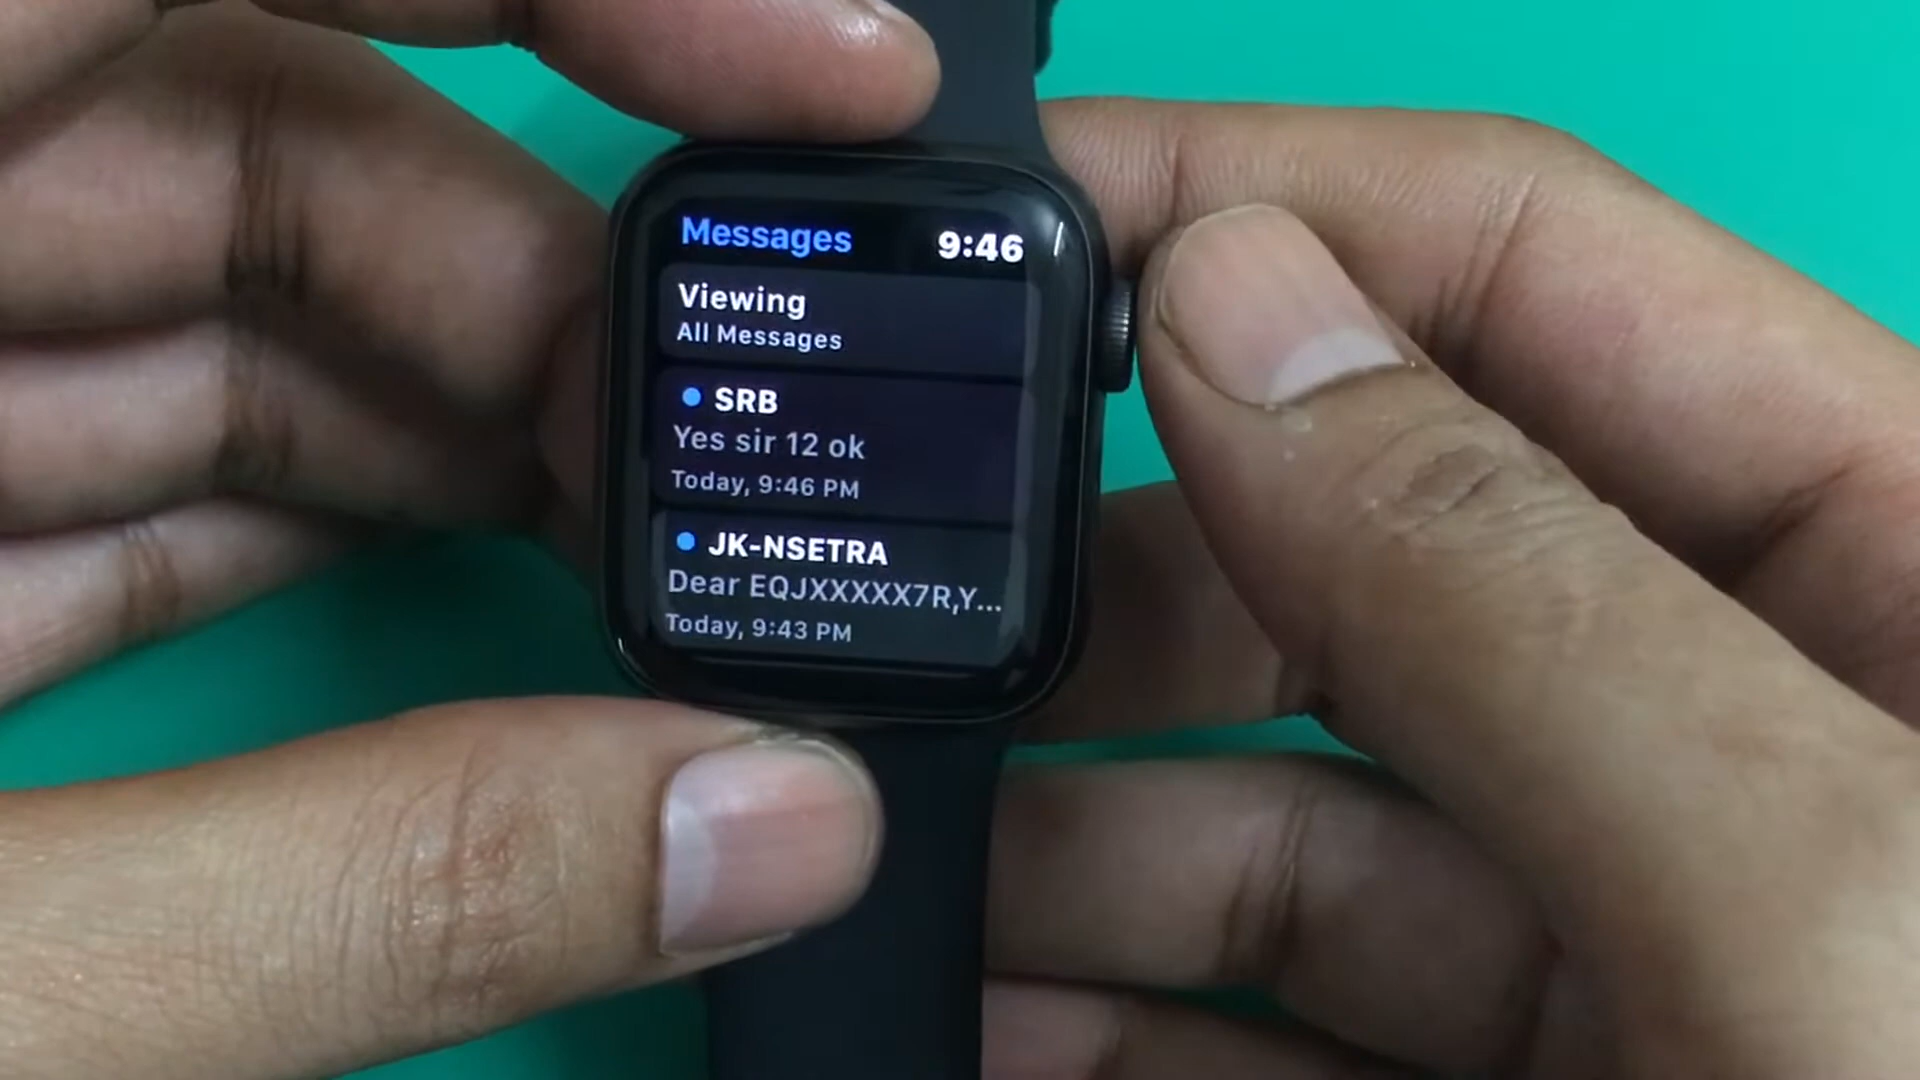 Messages 9:46
Viewing
All Messages
SRB
Yes sir 12 ok
Today, 9:46 PM
JK-NSETRA
Dear EQJXXXXX7R,Y...
Today, 9:43 PM